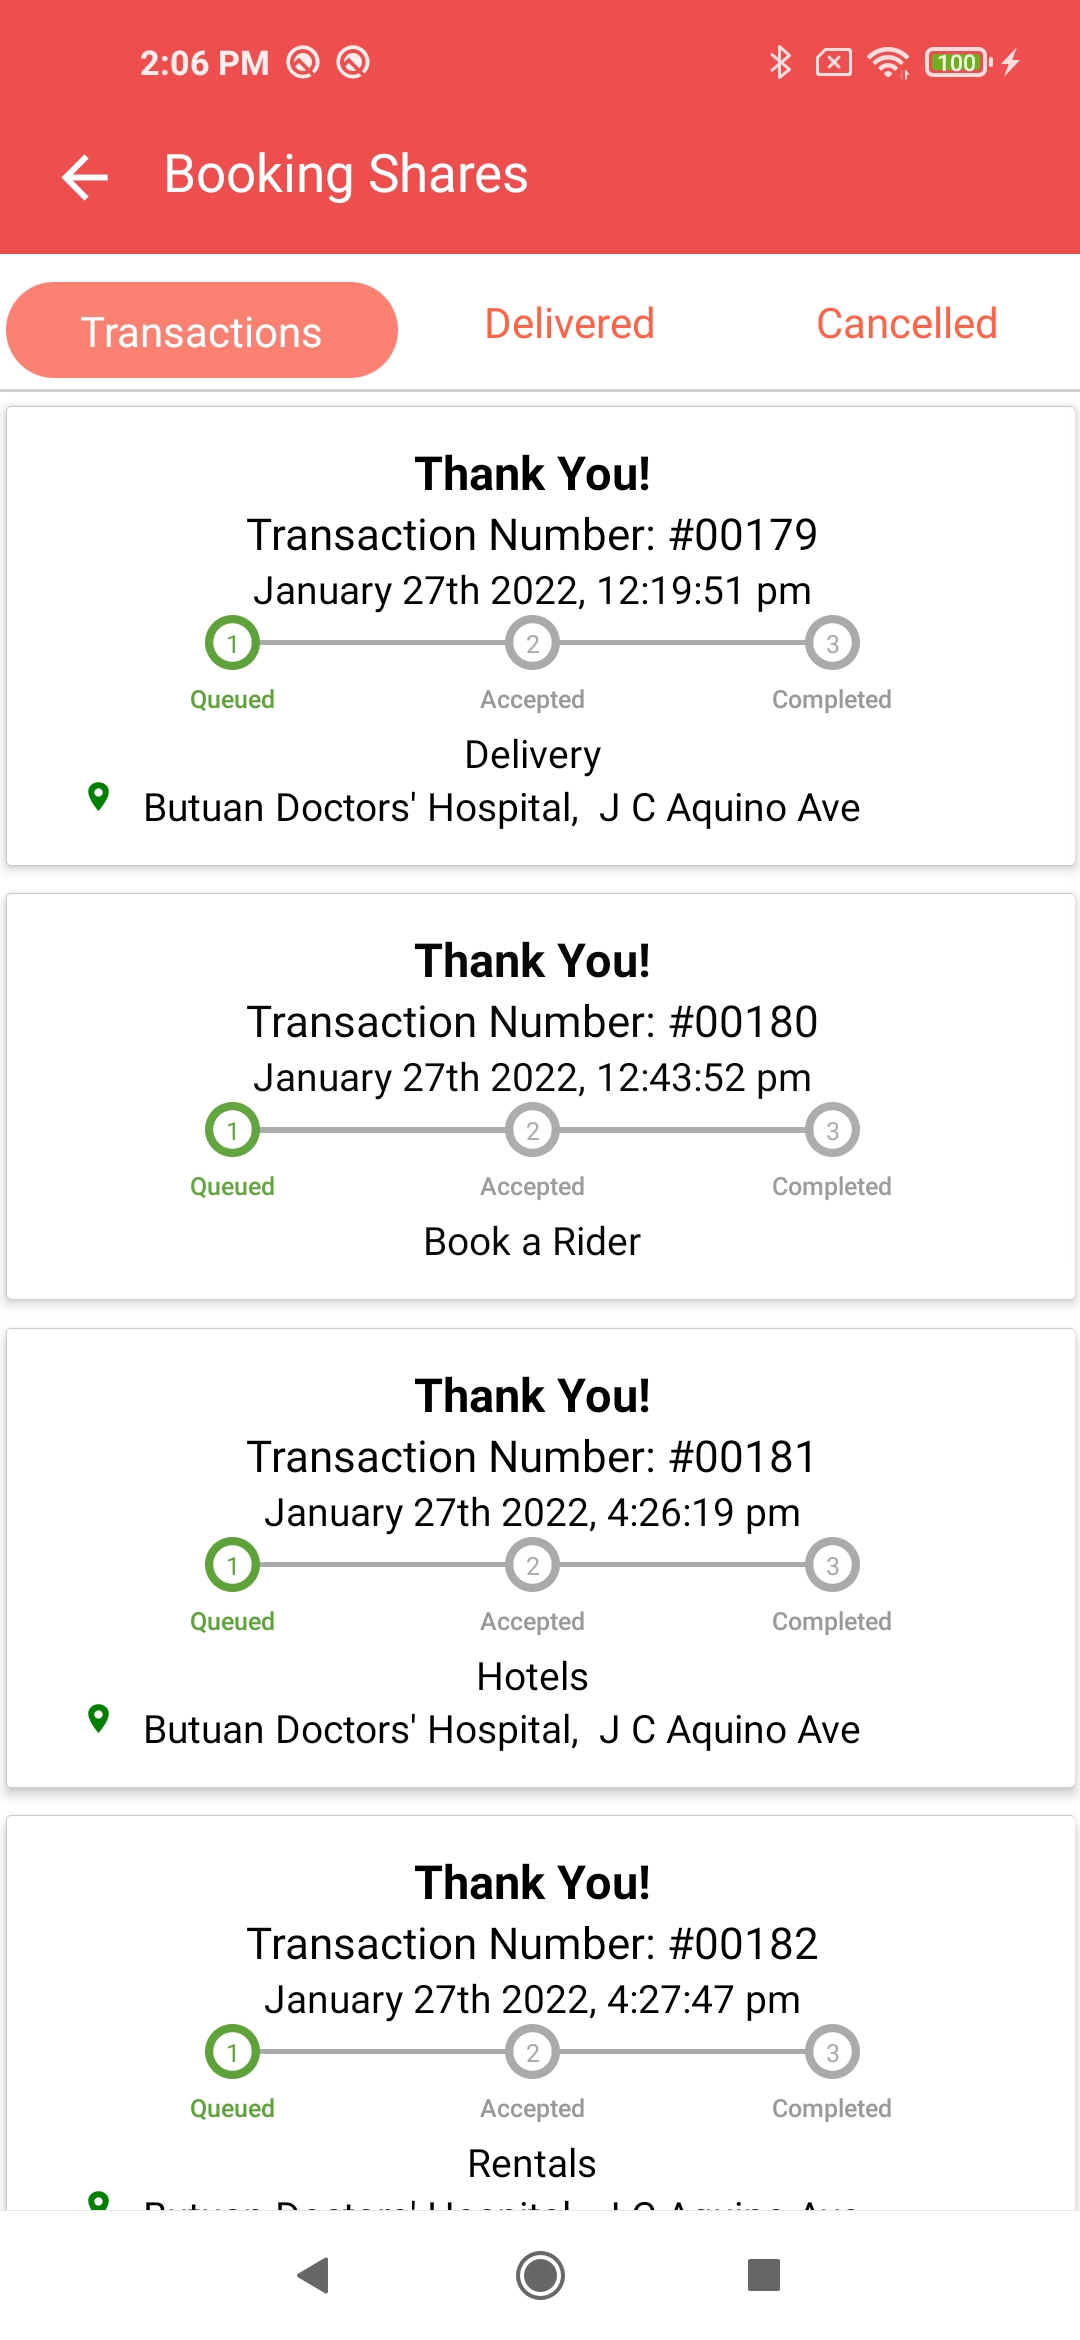 2:06 PM 100
Booking Shares
Transactions Delivered Cancelled
Thank You!
Transaction Number: #00179
January 27th 2022, 12:19:51 pm
1 2 3
Queued Accepted Completed
Delivery
Butuan Doctors' Hospital,  J C Aquino Ave
Thank You!
Transaction Number: #00180
January 27th 2022, 12:43:52 pm
1 2 3
Queued Accepted Completed
Book a Rider
Thank You!
Transaction Number: #00181
January 27th 2022, 4:26:19 pm
1 2 3
Queued Accepted Completed
Hotels
Butuan Doctors' Hospital,  J C Aquino Ave
Thank You!
Transaction Number: #00182
January 27th 2022, 4:27:47 pm
1 2 3
Queued Accepted Completed
Rentals
Butuan Doctors' Hospital,  J C Aquino Ave